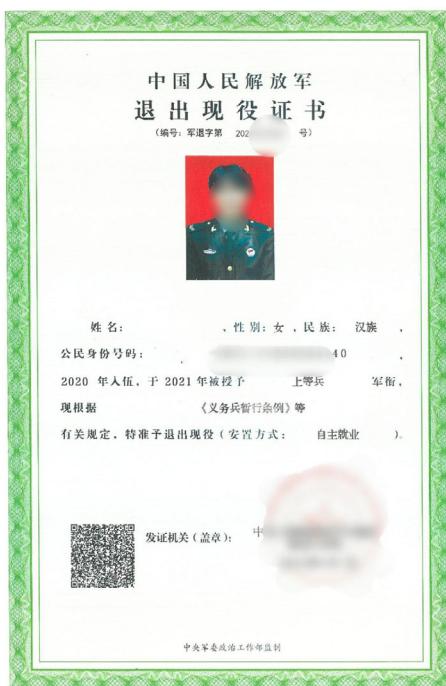 中国人民解放军
退出现役证书
(编号：军退字第 202 号)
姓名： ，性别：女，民族： 汉族 ，
公民身份号码： 40 ，
2020 年入伍，于 2021 年被授予 上等兵 军衔，
现根据 《义务兵暂行条例》等
有关规定，特准予退出现役（安置方式： 自主就业 ）。
发证机关（盖章）： 中
中央军委政治工作部监制